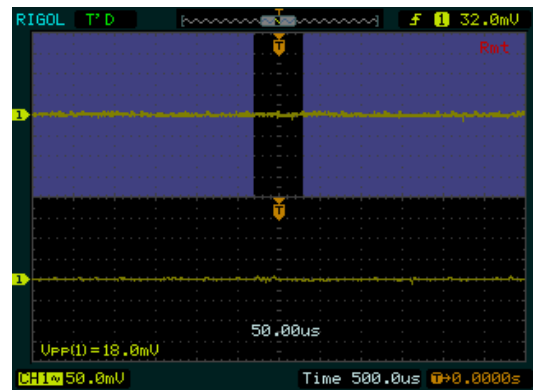 RIGOL T'D T f 1 32.0mV
T Rmt
1
T
1
50.00us
Vpp(1)=18.0mV
CH1~ 50.0mV Time 500.0us T→0.0000s